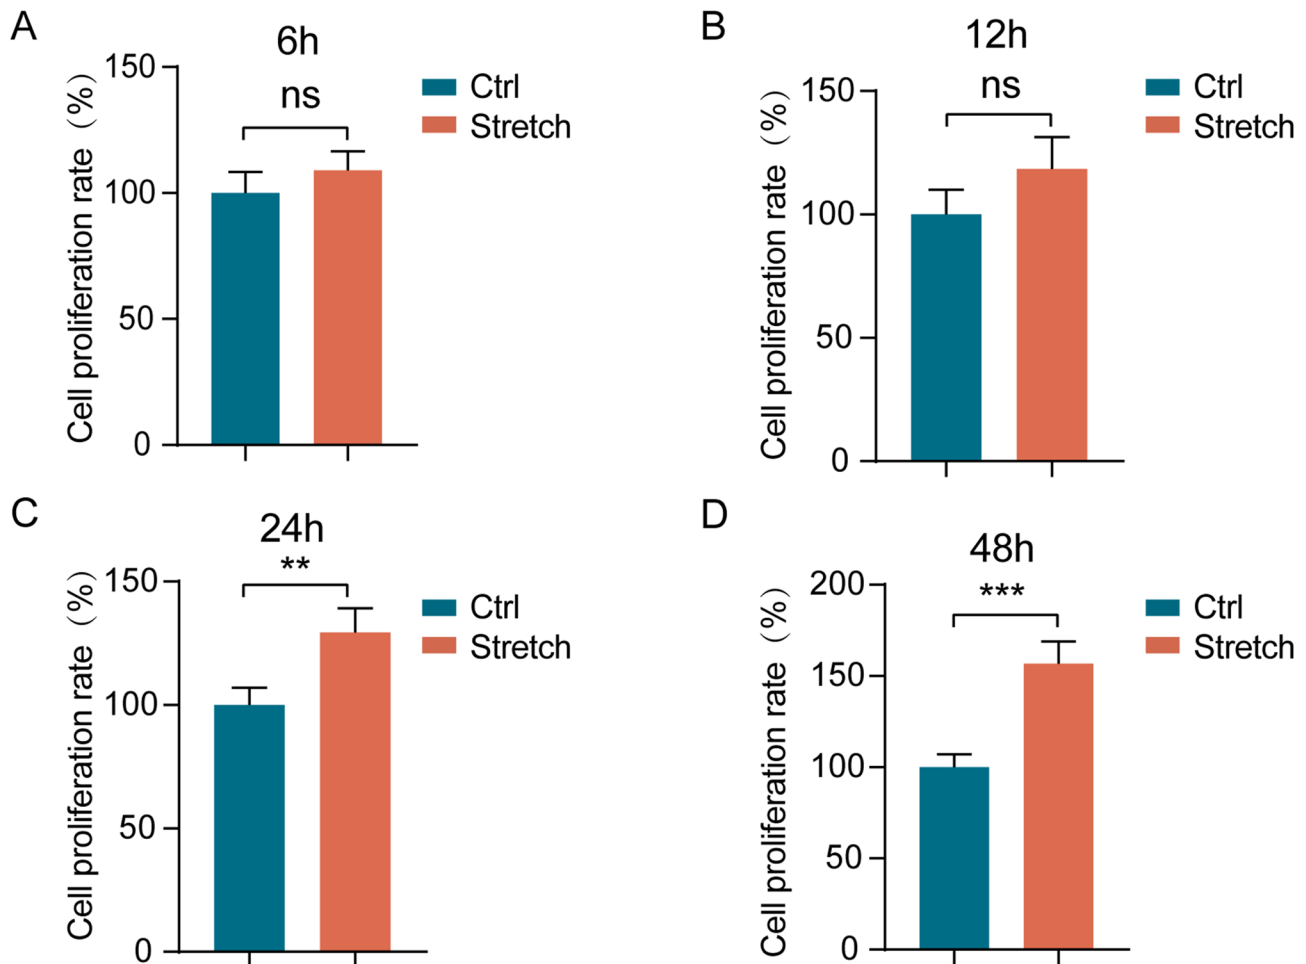 A
6h
Cell proliferation rate（%）
150
100
50
0
ns
Ctrl
Stretch
B
12h
Cell proliferation rate（%）
150
100
50
0
ns
Ctrl
Stretch
C
24h
Cell proliferation rate（%）
150
100
50
0
**
Ctrl
Stretch
D
48h
Cell proliferation rate（%）
200
150
100
50
0
***
Ctrl
Stretch